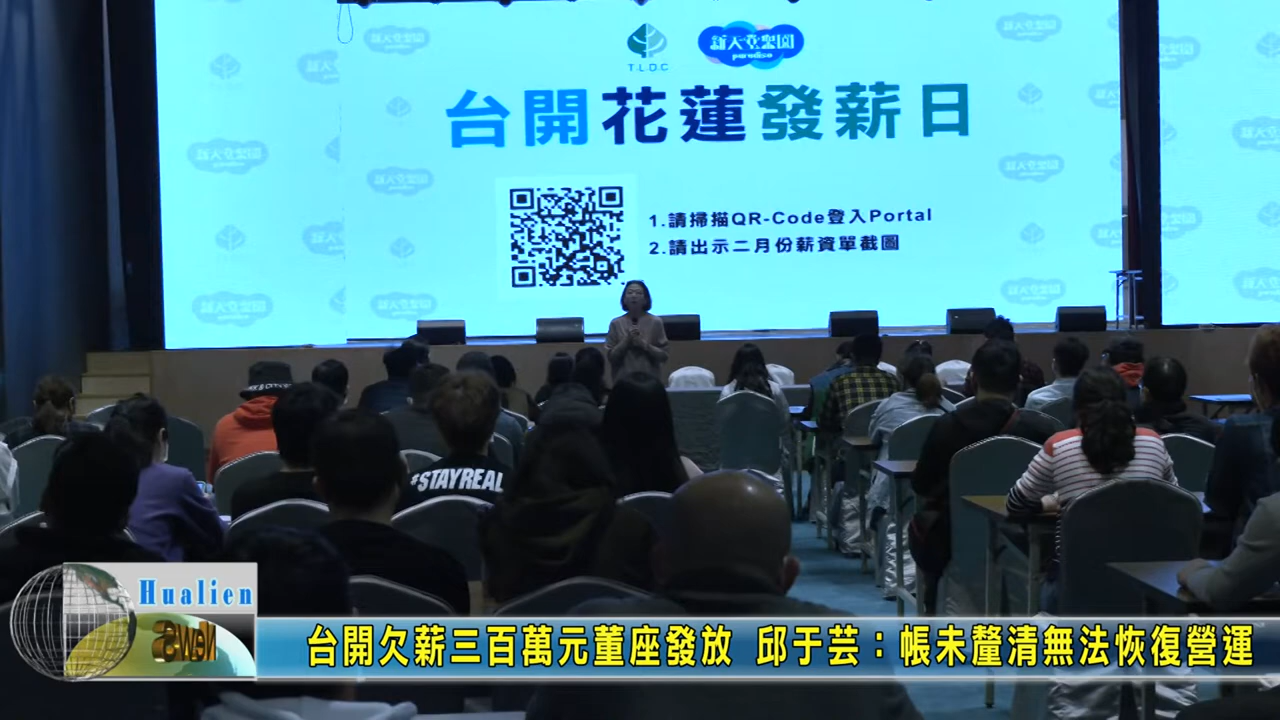 T.L.D.C
新天堂樂園
paradiso
台開花蓮發薪日
1.請掃描QR-Code登入Portal
2.請出示二月份薪資單截圖
#STAYREAL
Hualien
News
台開欠薪三百萬元董座發放 邱于芸：帳未釐清無法恢復營運